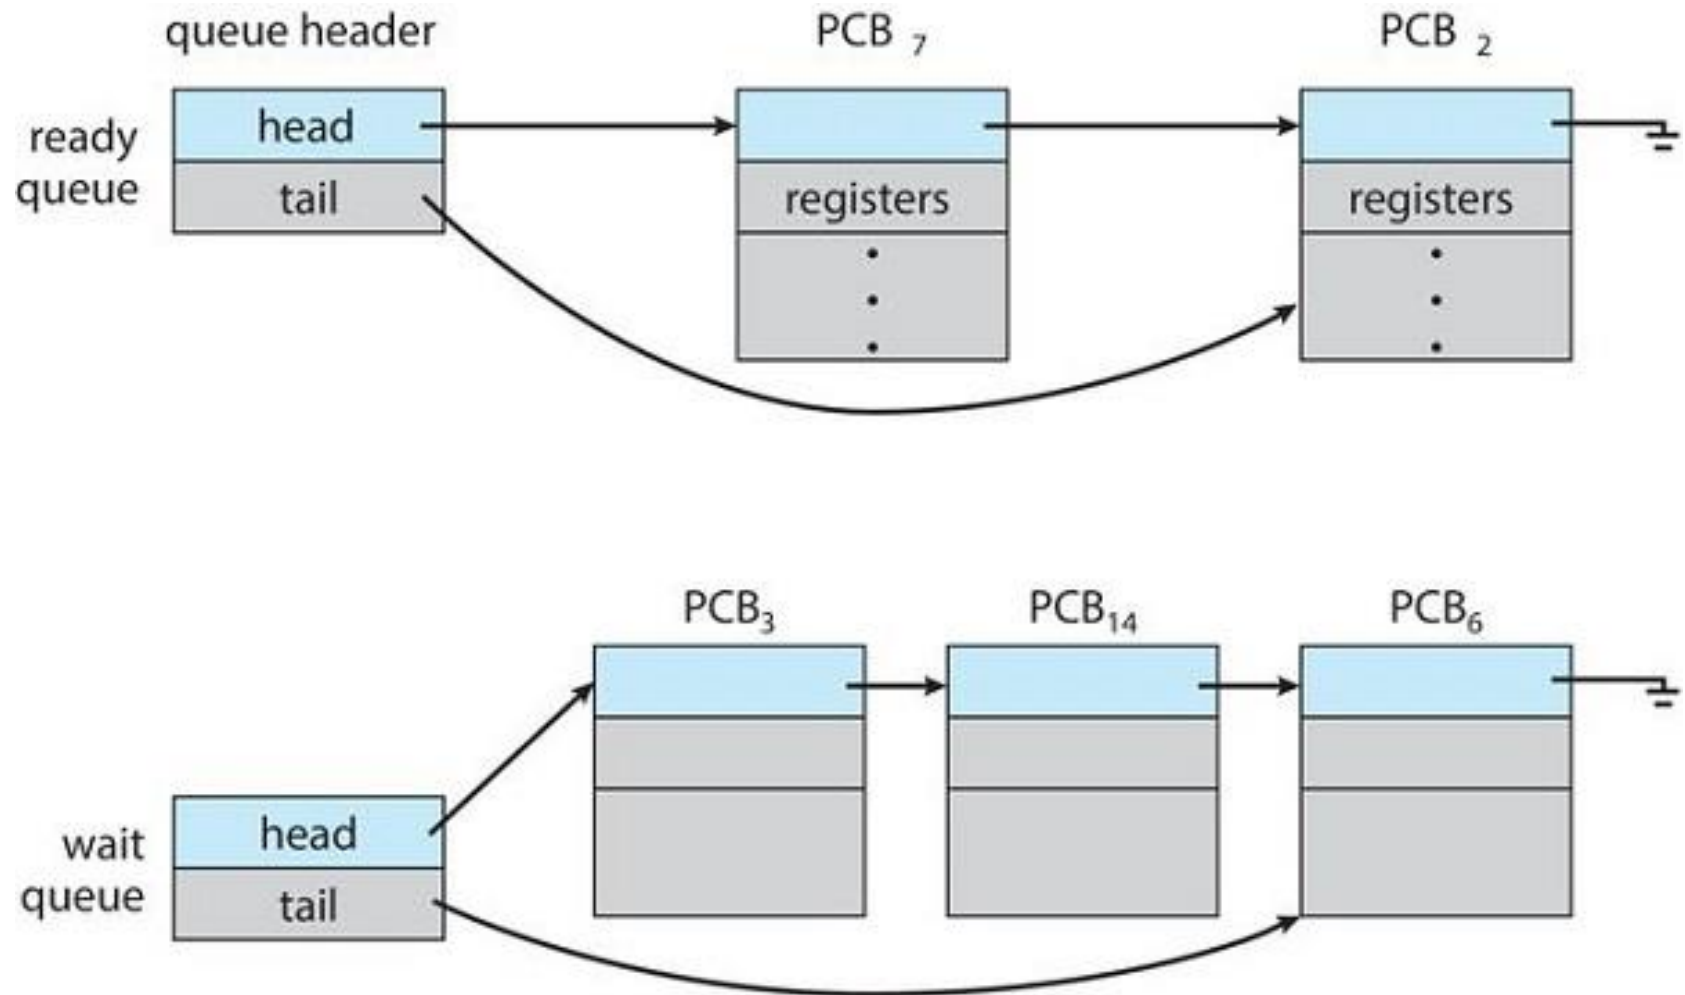 queue header
PCB 7
PCB 2
ready
queue
head
tail
registers
registers
PCB3
PCB14
PCB6
wait
queue
head
tail